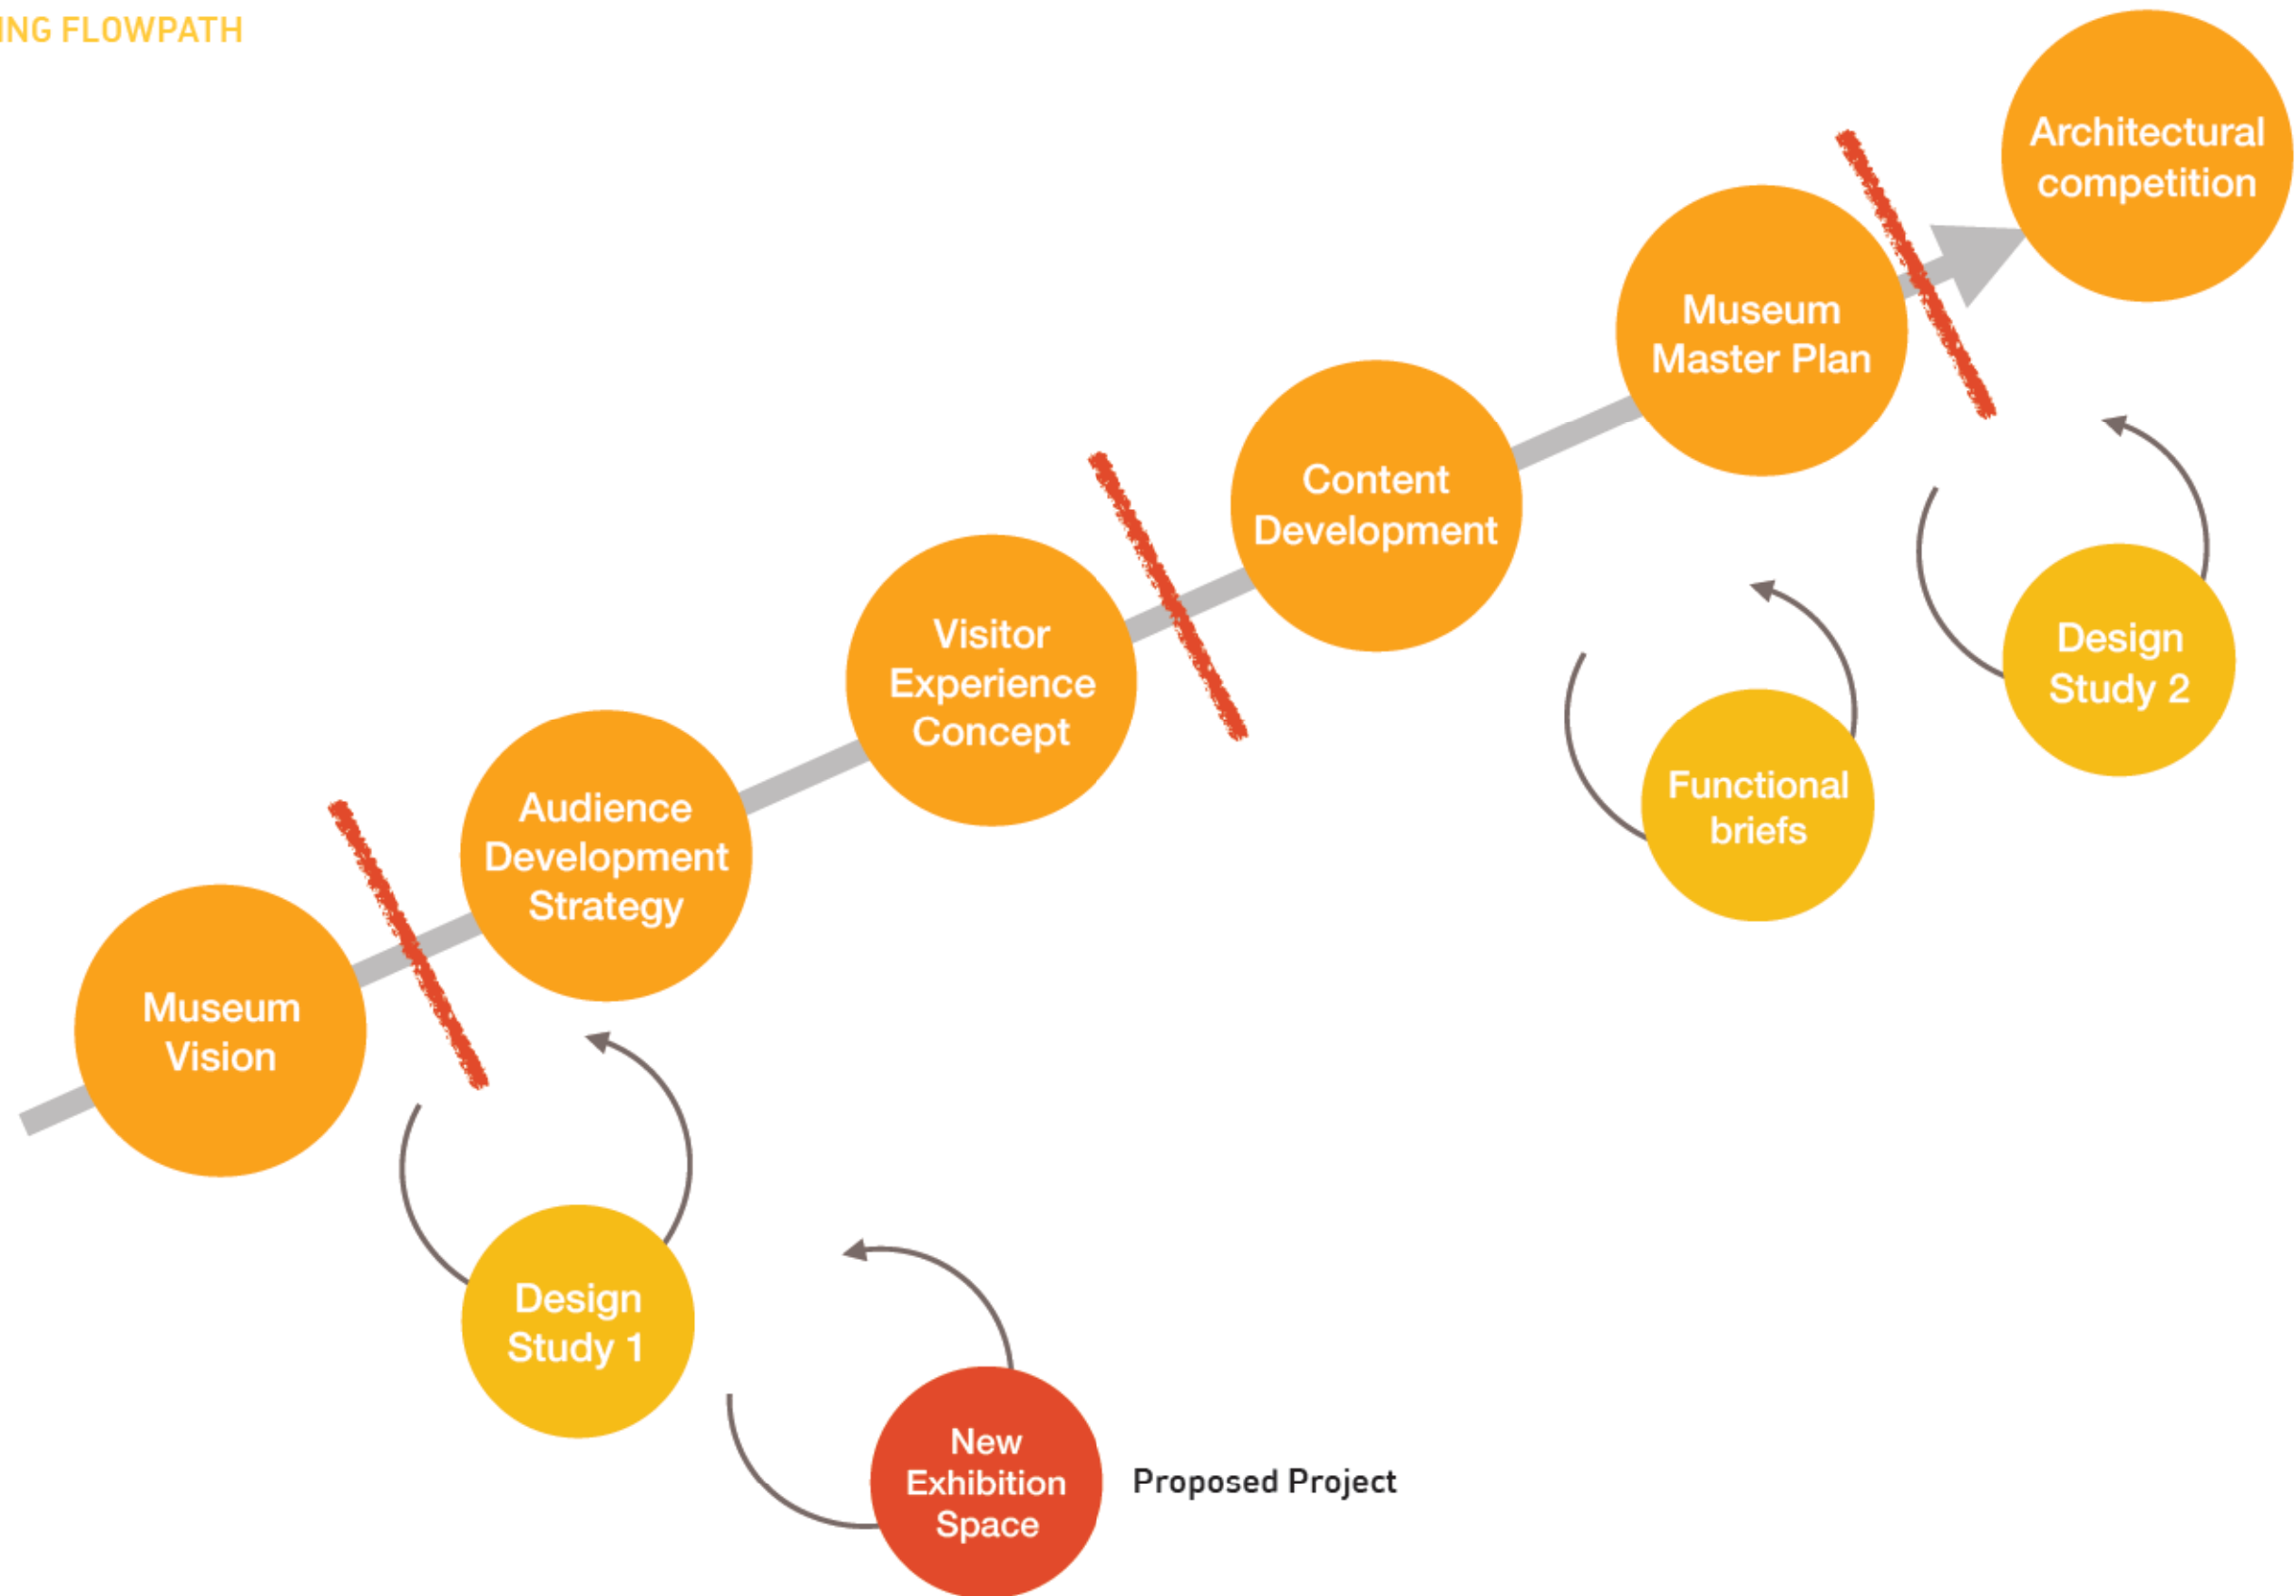 ING FLOWPATH
Architectural
competition
Museum
Master Plan
Content
Development
Visitor
Experience
Concept
Audience
Development
Strategy
Museum
Vision
Design
Study 2
Functional
briefs
Design
Study 1
New
Exhibition
Space
Proposed Project